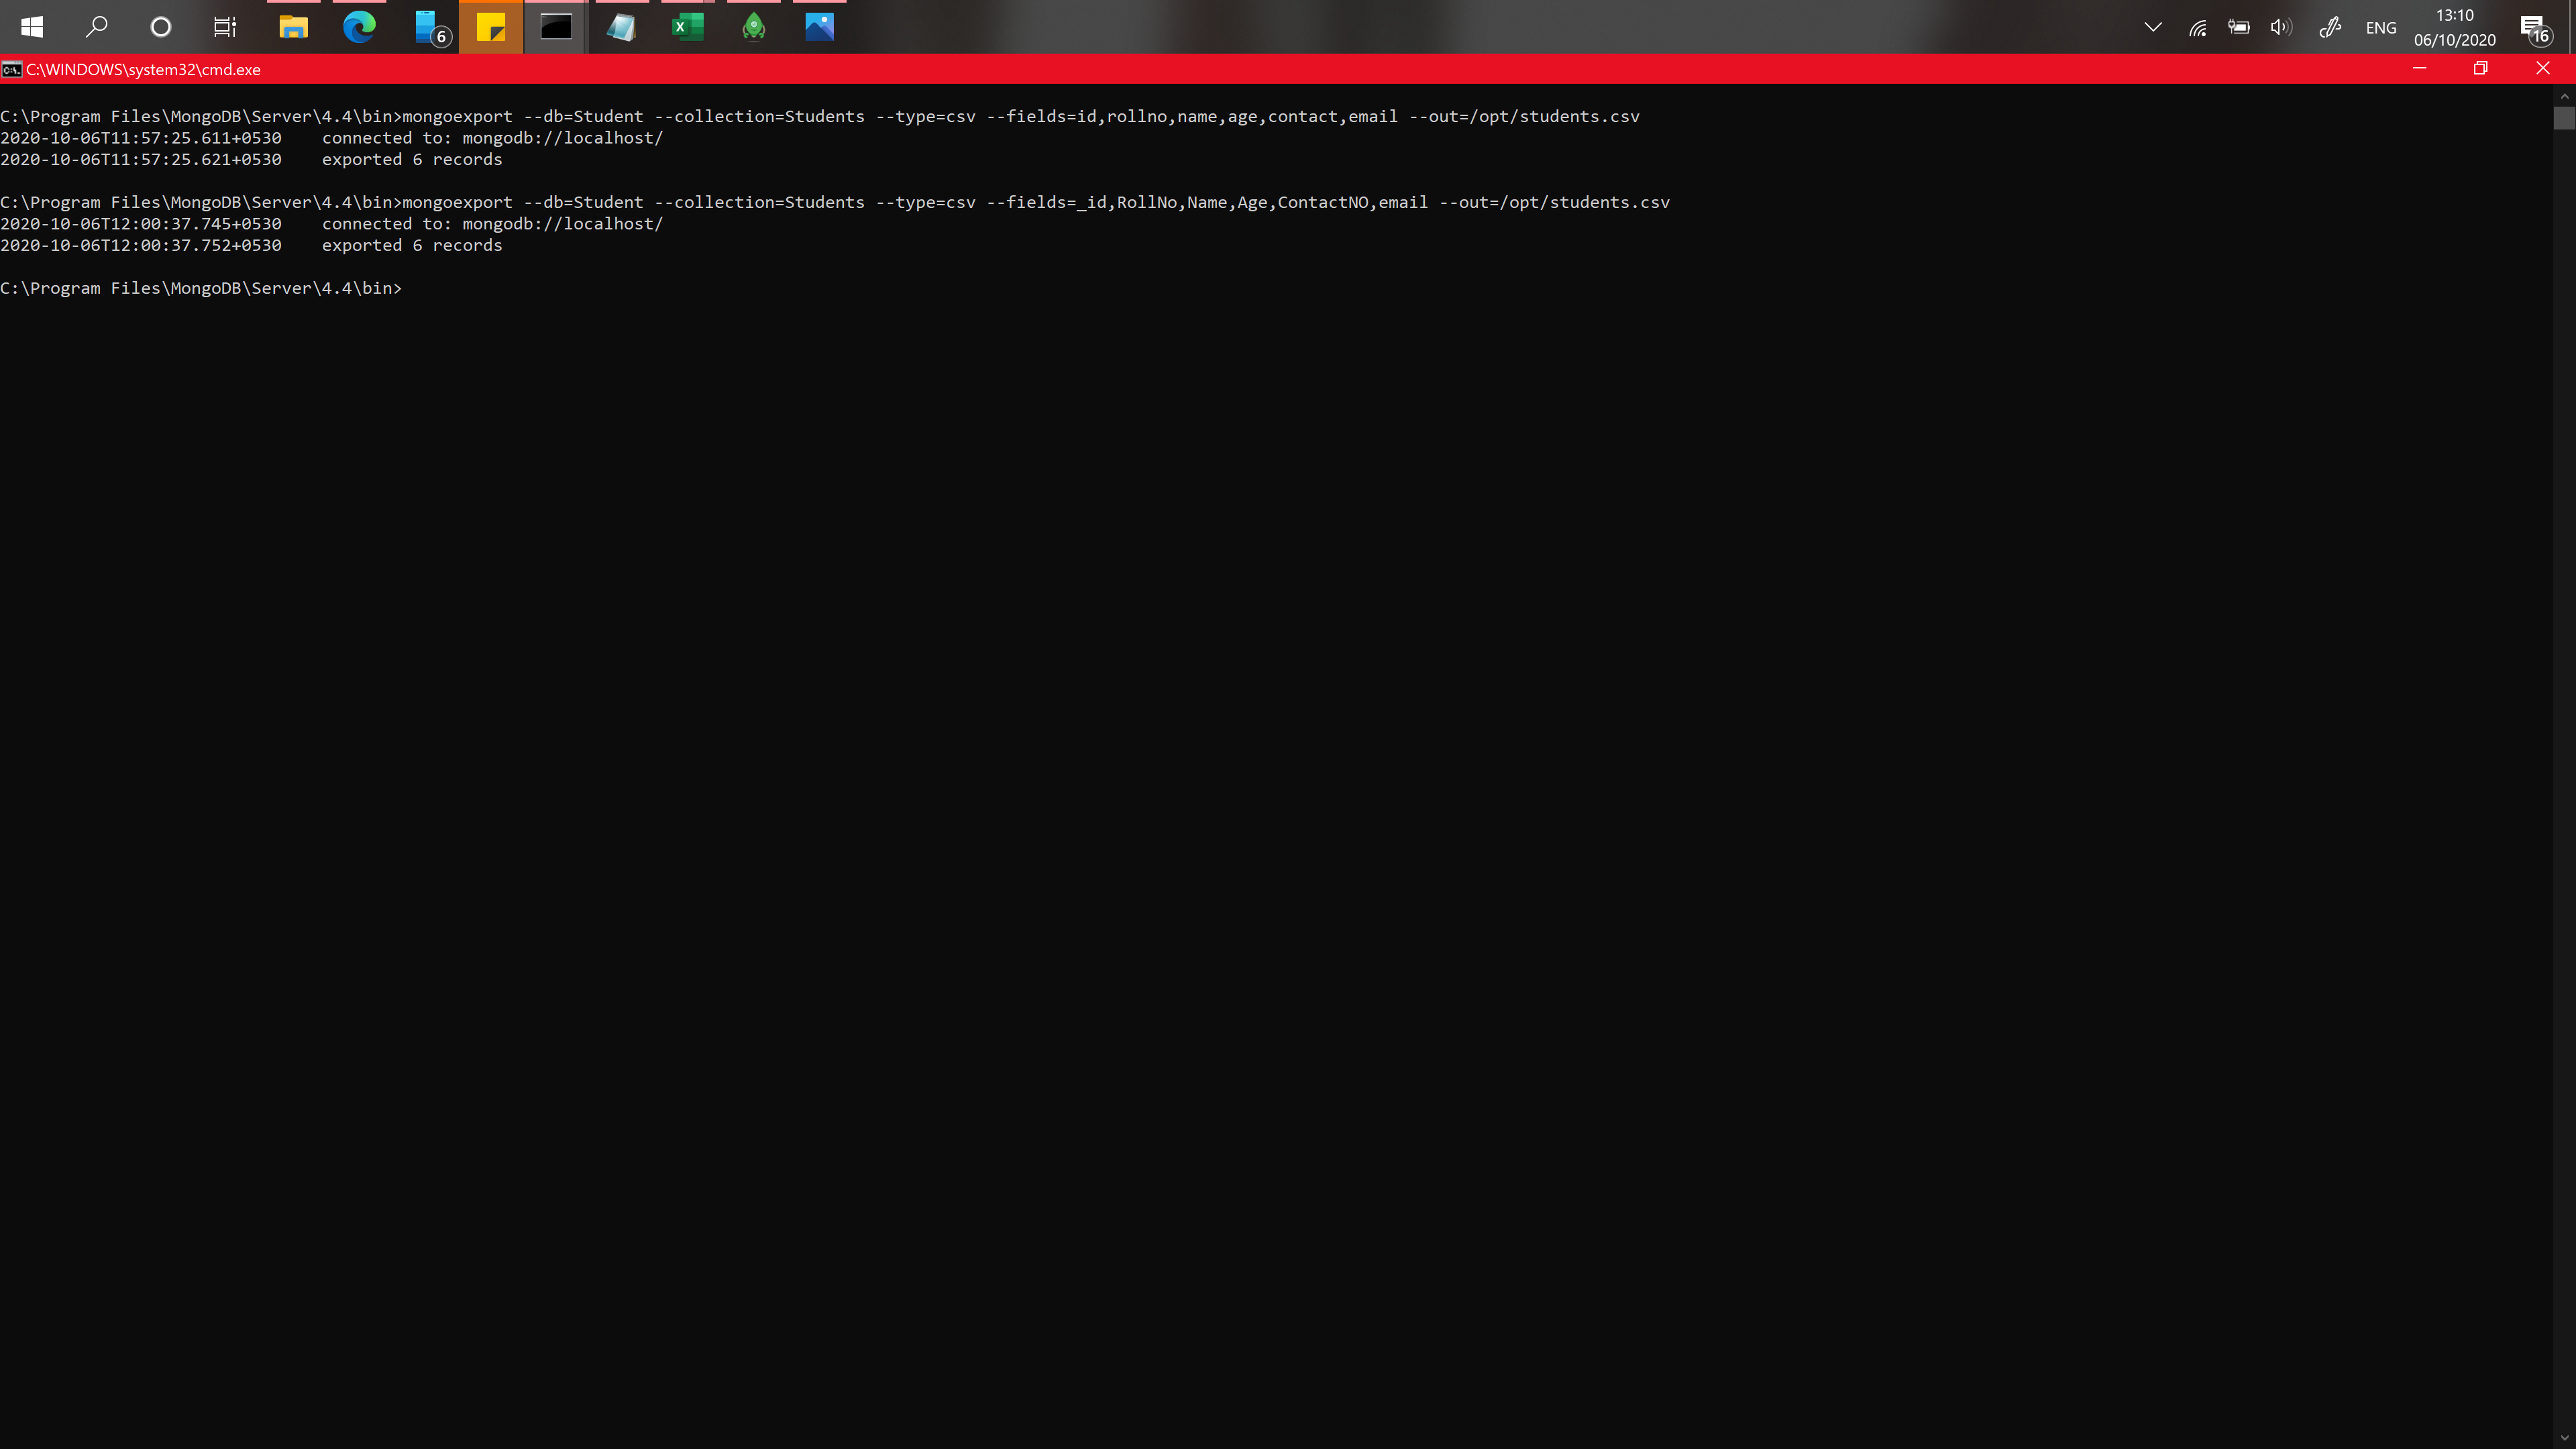 6
ENG
13:10
06/10/2020
16
C:\WINDOWS\system32\cmd.exe
C:\Program Files\MongoDB\Server\4.4\bin>mongoexport --db=Student --collection=Students --type=csv --fields=id,rollno,name,age,contact,email --out=/opt/students.csv
2020-10-06T11:57:25.611+0530    connected to: mongodb://localhost/
2020-10-06T11:57:25.621+0530    exported 6 records
C:\Program Files\MongoDB\Server\4.4\bin>mongoexport --db=Student --collection=Students --type=csv --fields=_id,RollNo,Name,Age,ContactNO,email --out=/opt/students.csv
2020-10-06T12:00:37.745+0530    connected to: mongodb://localhost/
2020-10-06T12:00:37.752+0530    exported 6 records
C:\Program Files\MongoDB\Server\4.4\bin>